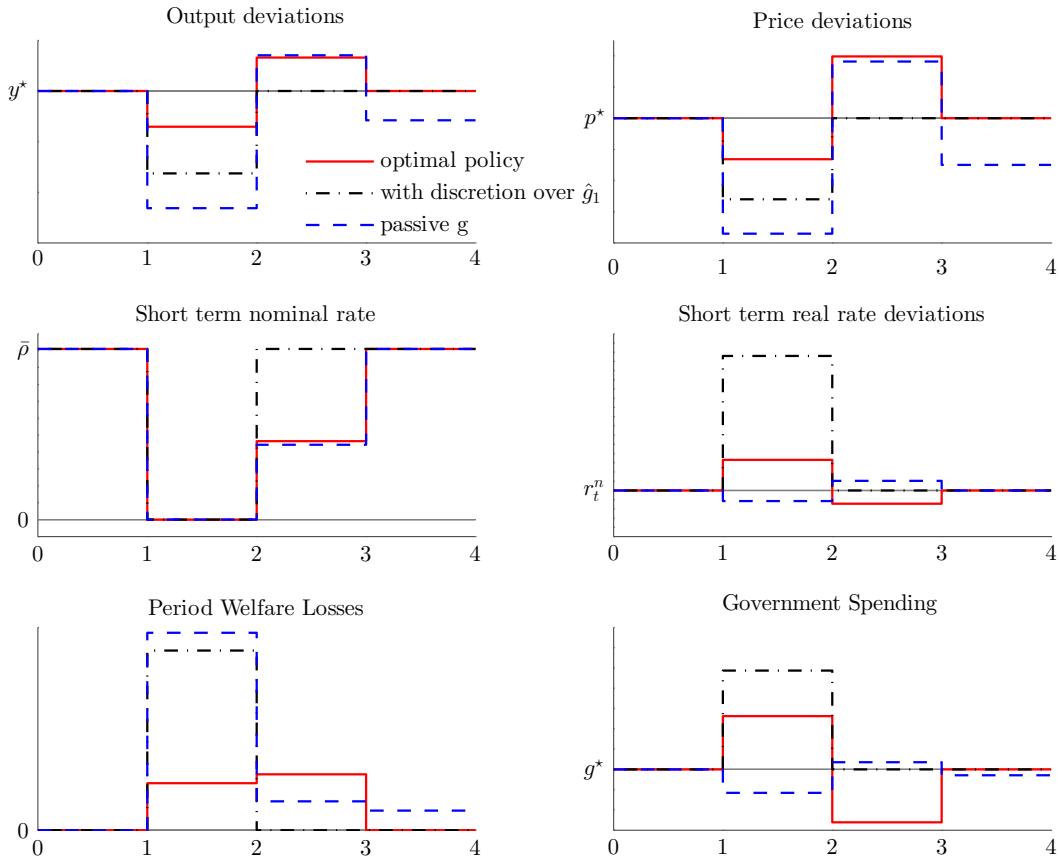 Output deviations
Price deviations
y⋆
optimal policy
with discretion over ĝ₁
passive g
0 1 2 3 4
p⋆
0 1 2 3 4
Short term nominal rate
Short term real rate deviations
ρ̄
0
0 1 2 3 4
rₜⁿ
0 1 2 3 4
Period Welfare Losses
Government Spending
0
0 1 2 3 4
g⋆
0 1 2 3 4